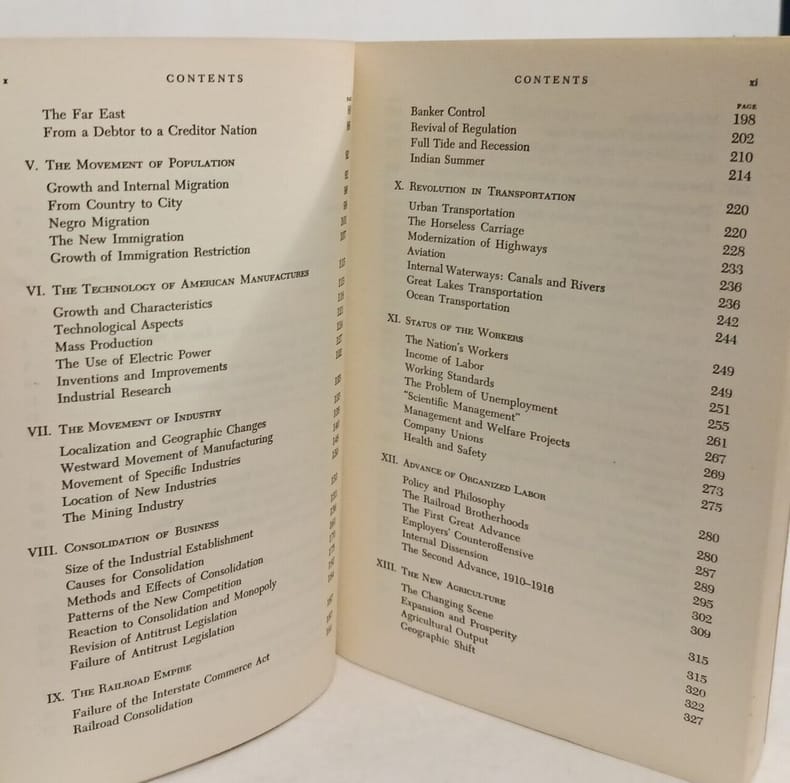 x
CONTENTS
The Far East
From a Debtor to a Creditor Nation
V. The Movement of Population
Growth and Internal Migration
From Country to City
Negro Migration
The New Immigration
Growth of Immigration Restriction
VI. The Technology of American Manufactures
Growth and Characteristics
Technological Aspects
Mass Production
The Use of Electric Power
Inventions and Improvements
Industrial Research
VII. The Movement of Industry
Localization and Geographic Changes
Westward Movement of Manufacturing
Movement of Specific Industries
Location of New Industries
The Mining Industry
VIII. Consolidation of Business
Size of the Industrial Establishment
Causes for Consolidation
Methods and Effects of Consolidation
Patterns of the New Competition
Reaction to Consolidation and Monopoly
Revision of Antitrust Legislation
Failure of Antitrust Legislation
IX. The Railroad Empire
Failure of the Interstate Commerce Act
Railroad Consolidation
CONTENTS xi
PAGE
Banker Control 198
Revival of Regulation 202
Full Tide and Recession 210
Indian Summer 214
X. Revolution in Transportation 220
Urban Transportation 220
The Horseless Carriage 228
Modernization of Highways 233
Aviation 236
Internal Waterways: Canals and Rivers 236
Great Lakes Transportation 242
Ocean Transportation 244
XI. Status of the Workers 249
The Nation's Workers 249
Income of Labor 251
Working Standards 255
The Problem of Unemployment 261
"Scientific Management" 267
Management and Welfare Projects 269
Company Unions 273
Health and Safety 275
XII. Advance of Organized Labor 280
Policy and Philosophy 280
The Railroad Brotherhoods 287
The First Great Advance 289
Employers' Counteroffensive 295
Internal Dissension 302
The Second Advance, 1910–1916 309
XIII. The New Agriculture 315
The Changing Scene 315
Expansion and Prosperity 320
Agricultural Output 322
Geographic Shift 327